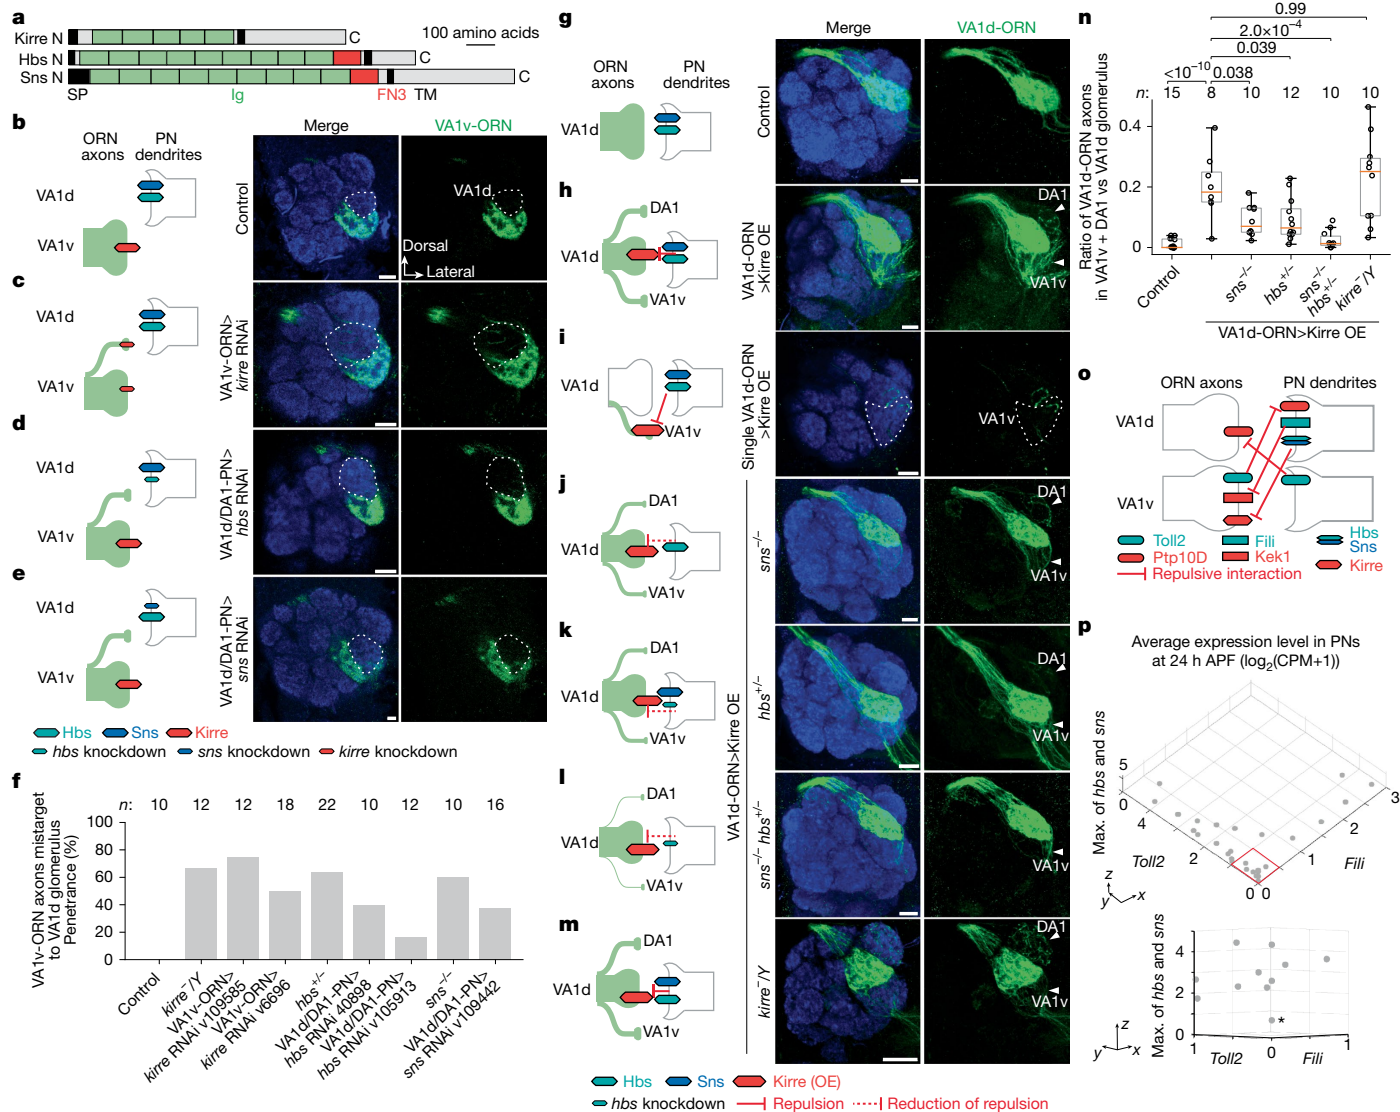 a
Kirre N
C
100 amino acids
Hbs N
C
Sns N
C
SP
Ig
FN3
TM
b
ORN axons
PN dendrites
VA1d
VA1v
Merge
VA1v-ORN
Control
VA1d
Dorsal
Lateral
c
VA1d
VA1v
VA1v-ORN> kirre RNAi
d
VA1d
VA1v
VA1d/DA1-PN> hbs RNAi
e
VA1d
VA1v
VA1d/DA1-PN> sns RNAi
Hbs
Sns
Kirre
hbs knockdown
sns knockdown
kirre knockdown
f
n: 10 12 12 18 22 10 12 10 16
VA1v-ORN axons mistarget to VA1d glomerulus
Penetrance (%)
100
80
60
40
20
0
Control
kirre−/Y
VA1v-ORN> kirre RNAi v109585
VA1v-ORN> kirre RNAi v6696
hbs+/−
VA1d/DA1-PN> hbs RNAi 40898
VA1d/DA1-PN> hbs RNAi v105913
sns−/−
VA1d/DA1-PN> sns RNAi v109442
g
ORN axons
PN dendrites
VA1d
Merge
VA1d-ORN
Control
h
DA1
VA1d
VA1v
VA1d-ORN >Kirre OE
DA1
VA1v
i
VA1d
VA1v
Single VA1d-ORN >Kirre OE
VA1v
VA1d-ORN>Kirre OE
j
DA1
VA1d
VA1v
sns−/−
DA1
VA1v
k
DA1
VA1d
VA1v
hbs+/−
DA1
VA1v
l
DA1
VA1d
VA1v
sns−/− hbs+/−
VA1v
m
DA1
VA1d
VA1v
kirre−/Y
DA1
VA1v
Hbs
Sns
Kirre (OE)
hbs knockdown
Repulsion
Reduction of repulsion
n
0.99
2.0×10−4
0.039
<10−10 0.038
n: 15 8 10 12 10 10
Ratio of VA1d-ORN axons in VA1v + DA1 vs VA1d glomerulus
0.4
0.2
0
Control
sns−/−
hbs+/−
sns−/− hbs+/−
kirre−/Y
VA1d-ORN>Kirre OE
o
ORN axons
PN dendrites
VA1d
VA1v
Toll2
Fili
Hbs
Sns
Ptp10D
Kek1
Kirre
Repulsive interaction
p
Average expression level in PNs at 24 h APF (log2(CPM+1))
Max. of hbs and sns
5
0
4
2
0
0
1
2
3
Toll2
Fili
z
y
x
Max. of hbs and sns
4
2
0
*
1
0
1
Toll2
Fili
z
y
x